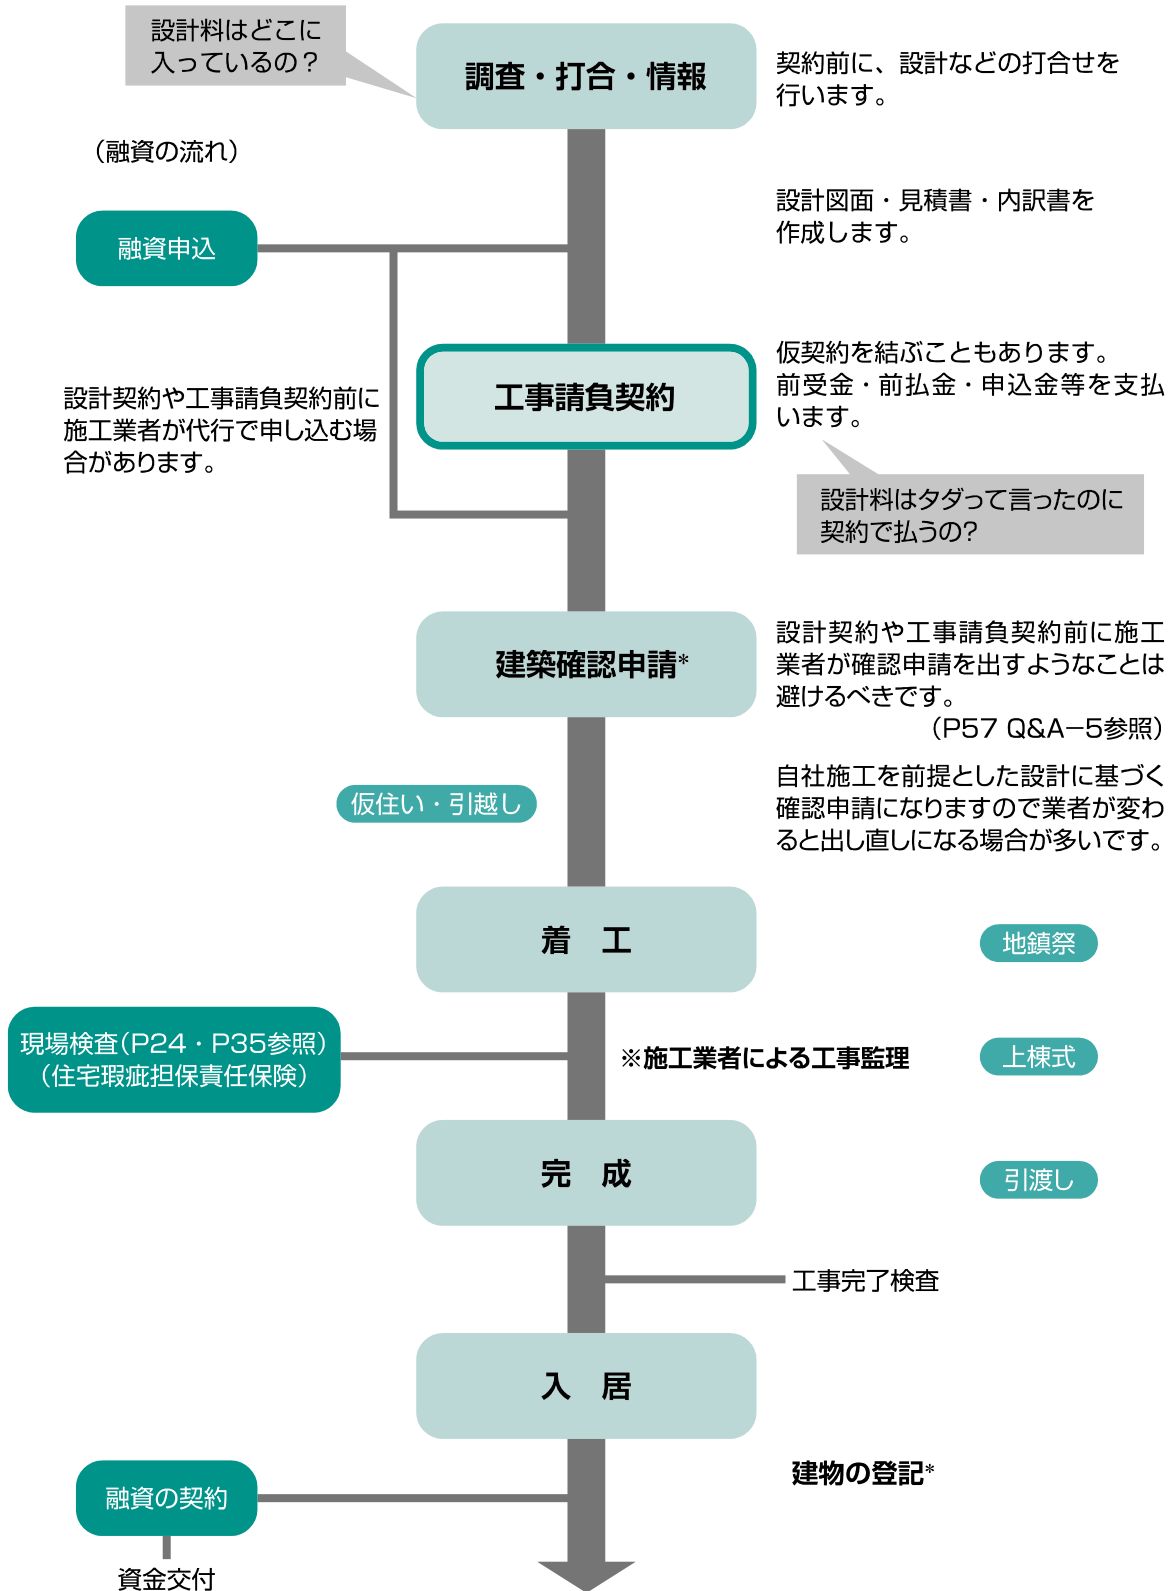 設計料はどこに
入っているの？
調査・打合・情報
契約前に、設計などの打合せを
行います。
（融資の流れ）
設計図面・見積書・内訳書を
作成します。
融資申込
仮契約を結ぶこともあります。
前受金・前払金・申込金等を支払
います。
工事請負契約
設計契約や工事請負契約前に
施工業者が代行で申し込む場
合があります。
設計料はタダって言ったのに
契約で払うの？
建築確認申請*
設計契約や工事請負契約前に施工
業者が確認申請を出すようなことは
避けるべきです。
（P57 Q&A－5参照）
自社施工を前提とした設計に基づく
確認申請になりますので業者が変わ
ると出し直しになる場合が多いです。
仮住い・引越し
着　工
地鎮祭
現場検査（P24・P35参照）
（住宅瑕疵担保責任保険）
※施工業者による工事監理
上棟式
完　成
引渡し
工事完了検査
入　居
建物の登記*
融資の契約
資金交付